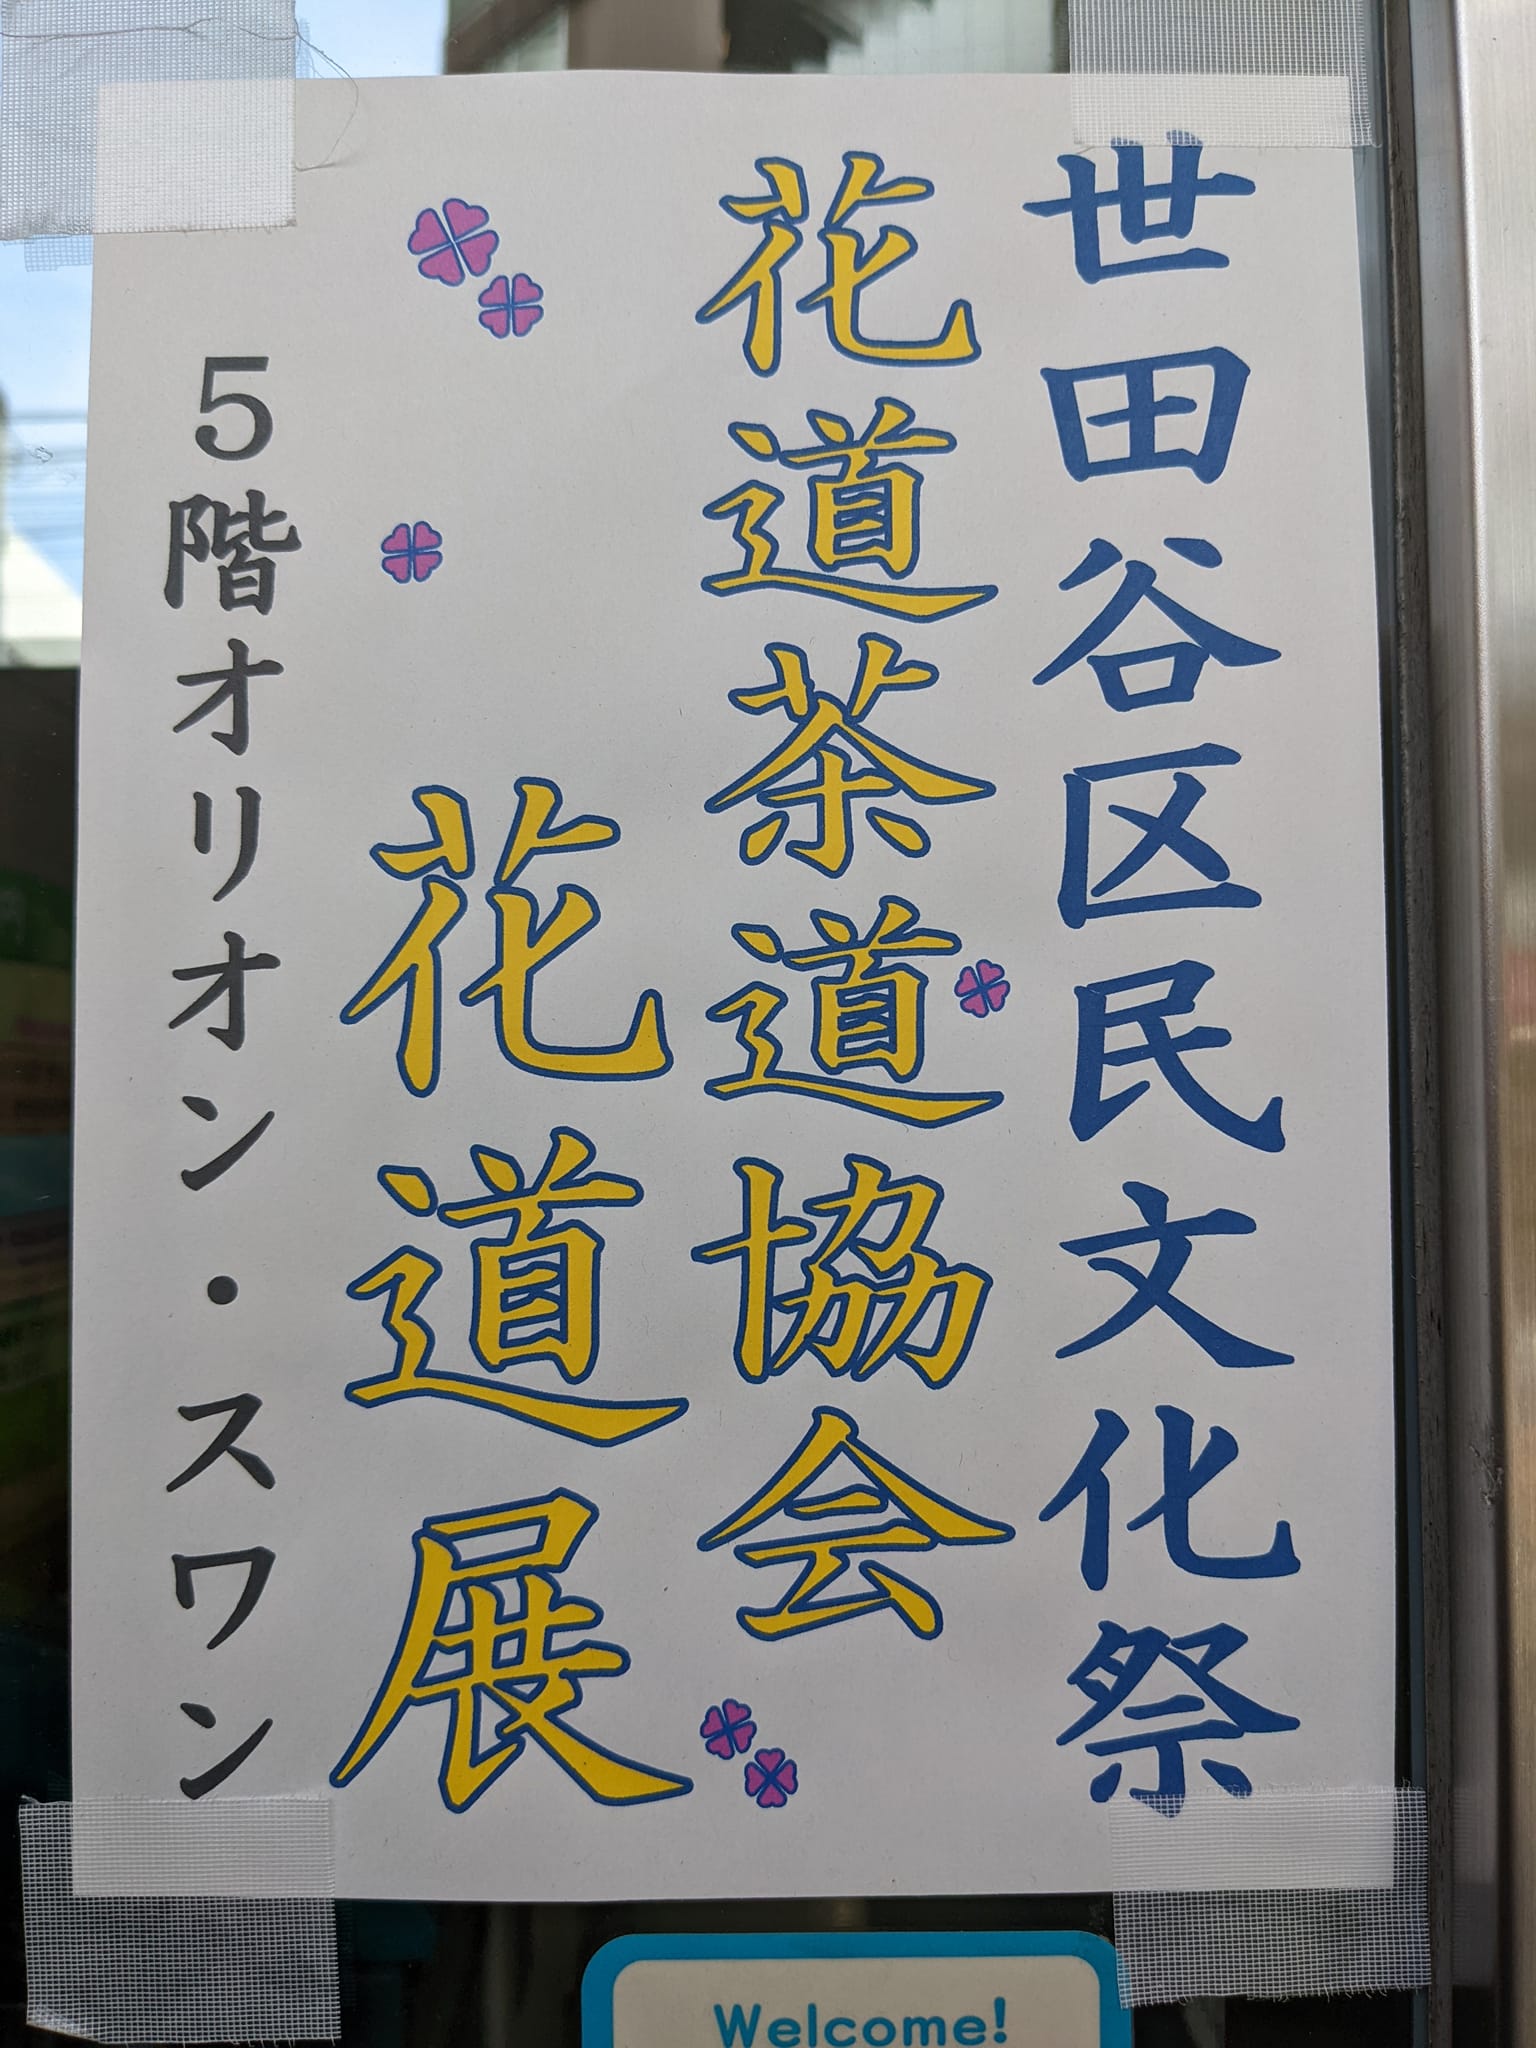 世田谷区民文化祭
花道茶道協会
花道展
5階オリオン・スワン
Welcome!